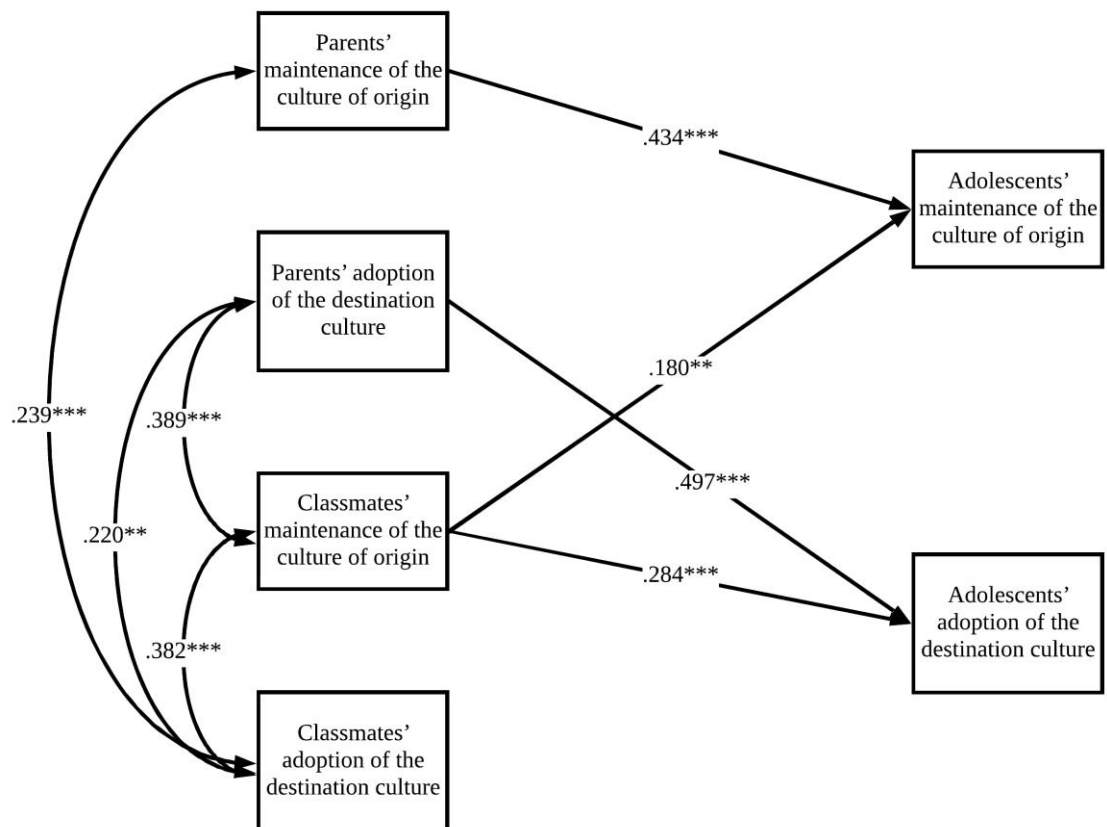 Parents’
maintenance of the
culture of origin
.434***
Adolescents’
maintenance of the
culture of origin
Parents’ adoption
of the destination
culture
.180**
.239***
.389***
.497***
Classmates’
maintenance of the
culture of origin
.220**
.284***
Adolescents’
adoption of the
destination culture
.382***
Classmates’
adoption of the
destination culture